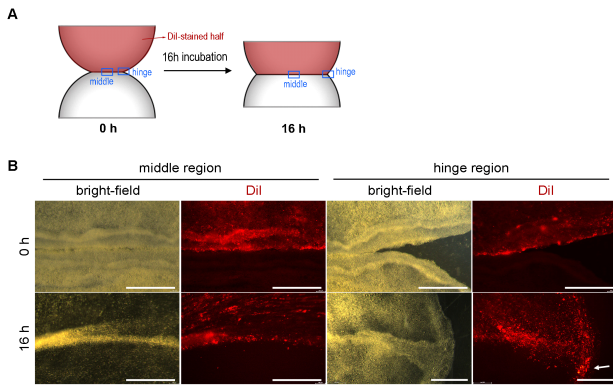 A
DiI-stained half
16h incubation
middle
hinge
0 h
middle
hinge
16 h
B
middle region
hinge region
bright-field
DiI
bright-field
DiI
0 h
16 h